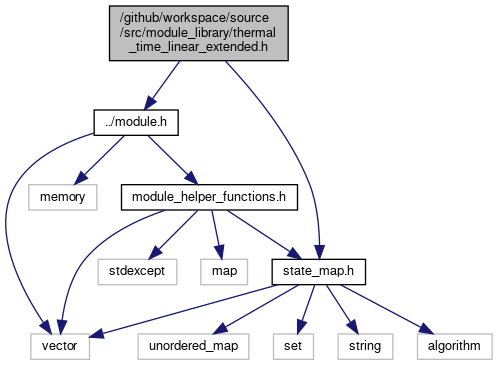 /github/workspace/source
/src/module_library/thermal
_time_linear_extended.h
../module.h
memory
module_helper_functions.h
stdexcept
map
state_map.h
vector
unordered_map
set
string
algorithm